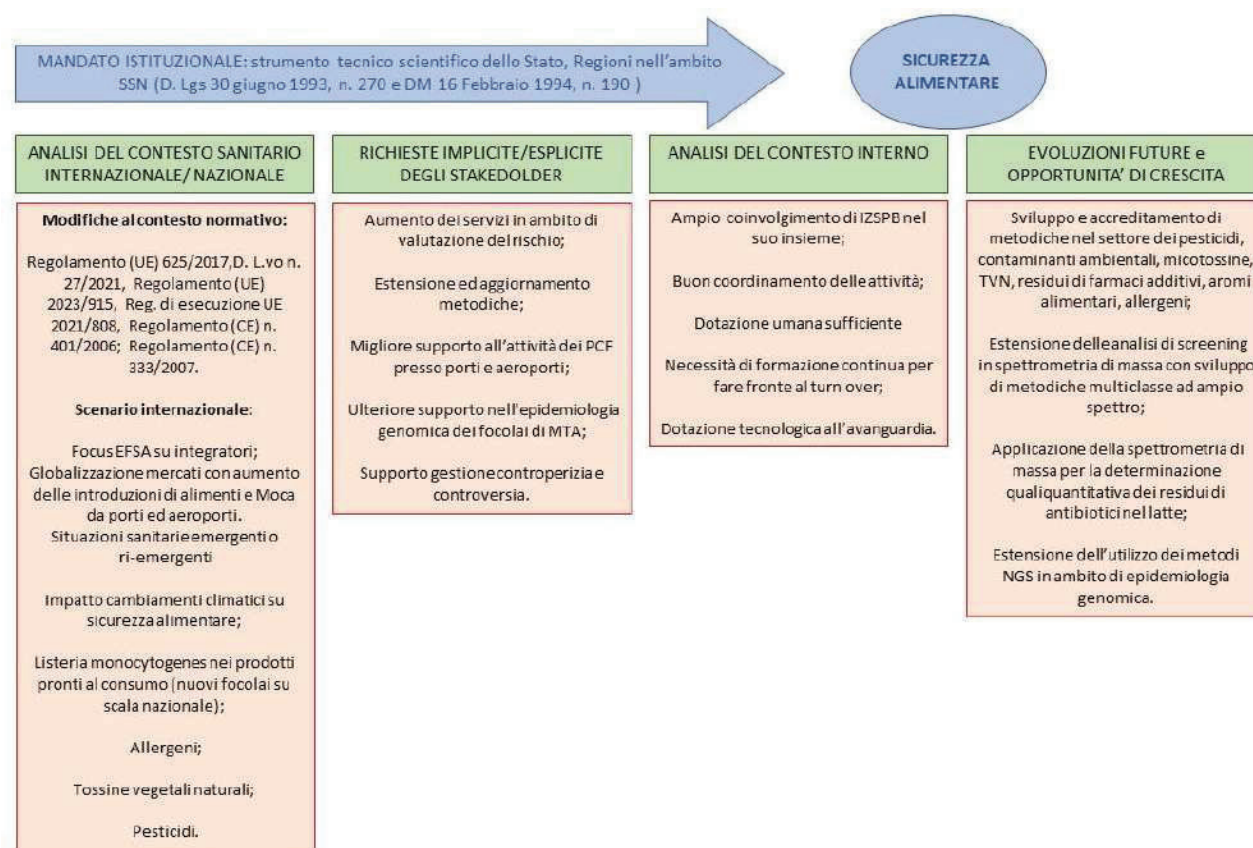 MANDATO ISTITUZIONALE: strumento tecnico scientifico dello Stato, Regioni nell'ambito
SSN (D. Lgs 30 giugno 1993, n. 270 e DM 16 Febbraio 1994, n. 190 )
SICUREZZA
ALIMENTARE
ANALISI DEL CONTESTO SANITARIO
INTERNAZIONALE/ NAZIONALE
Modifiche al contesto normativo:
Regolamento (UE) 625/2017,D. L.vo n.
27/2021, Regolamento (UE)
2023/915, Reg. di esecuzione UE
2021/808, Regolamento (CE) n.
401/2006; Regolamento (CE) n.
333/2007.
Scenario internazionale:
Focus EFSA su integratori;
Globalizzazione mercati con aumento
delle introduzioni di alimenti e Moca
da porti ed aeroporti.
Situazioni sanitarie emergenti o
ri-emergenti
Impatto cambiamenti climatici su
sicurezza alimentare;
Listeria monocytogenes nei prodotti
pronti al consumo (nuovi focolai su
scala nazionale);
Allergeni;
Tossine vegetali naturali;
Pesticidi.
RICHIESTE IMPLICITE/ESPLICITE
DEGLI STAKEDOLDER
Aumento dei servizi in ambito di
valutazione del rischio;
Estensione ed aggiornamento
metodiche;
Migliore supporto all'attività dei PCF
presso porti e aeroporti;
Ulteriore supporto nell'epidemiologia
genomica dei focolai di MTA;
Supporto gestione controperizia e
controversia.
ANALISI DEL CONTESTO INTERNO
Ampio coinvolgimento di IZSPB nel
suo insieme;
Buon coordinamento delle attività;
Dotazione umana sufficiente
Necessità di formazione continua per
fare fronte al turn over;
Dotazione tecnologica all'avanguardia.
EVOLUZIONI FUTURE e
OPPORTUNITA' DI CRESCITA
Sviluppo e accreditamento di
metodiche nel settore dei pesticidi,
contaminanti ambientali, micotossine,
TVN, residui di farmaci additivi, aromi
alimentari, allergeni;
Estensione delle analisi di screening
in spettrometria di massa con sviluppo
di metodiche multiclasse ad ampio
spettro;
Applicazione della spettrometria di
massa per la determinazione
qualiquantitativa dei residui di
antibiotici nel latte;
Estensione dell'utilizzo dei metodi
NGS in ambito di epidemiologia
genomica.